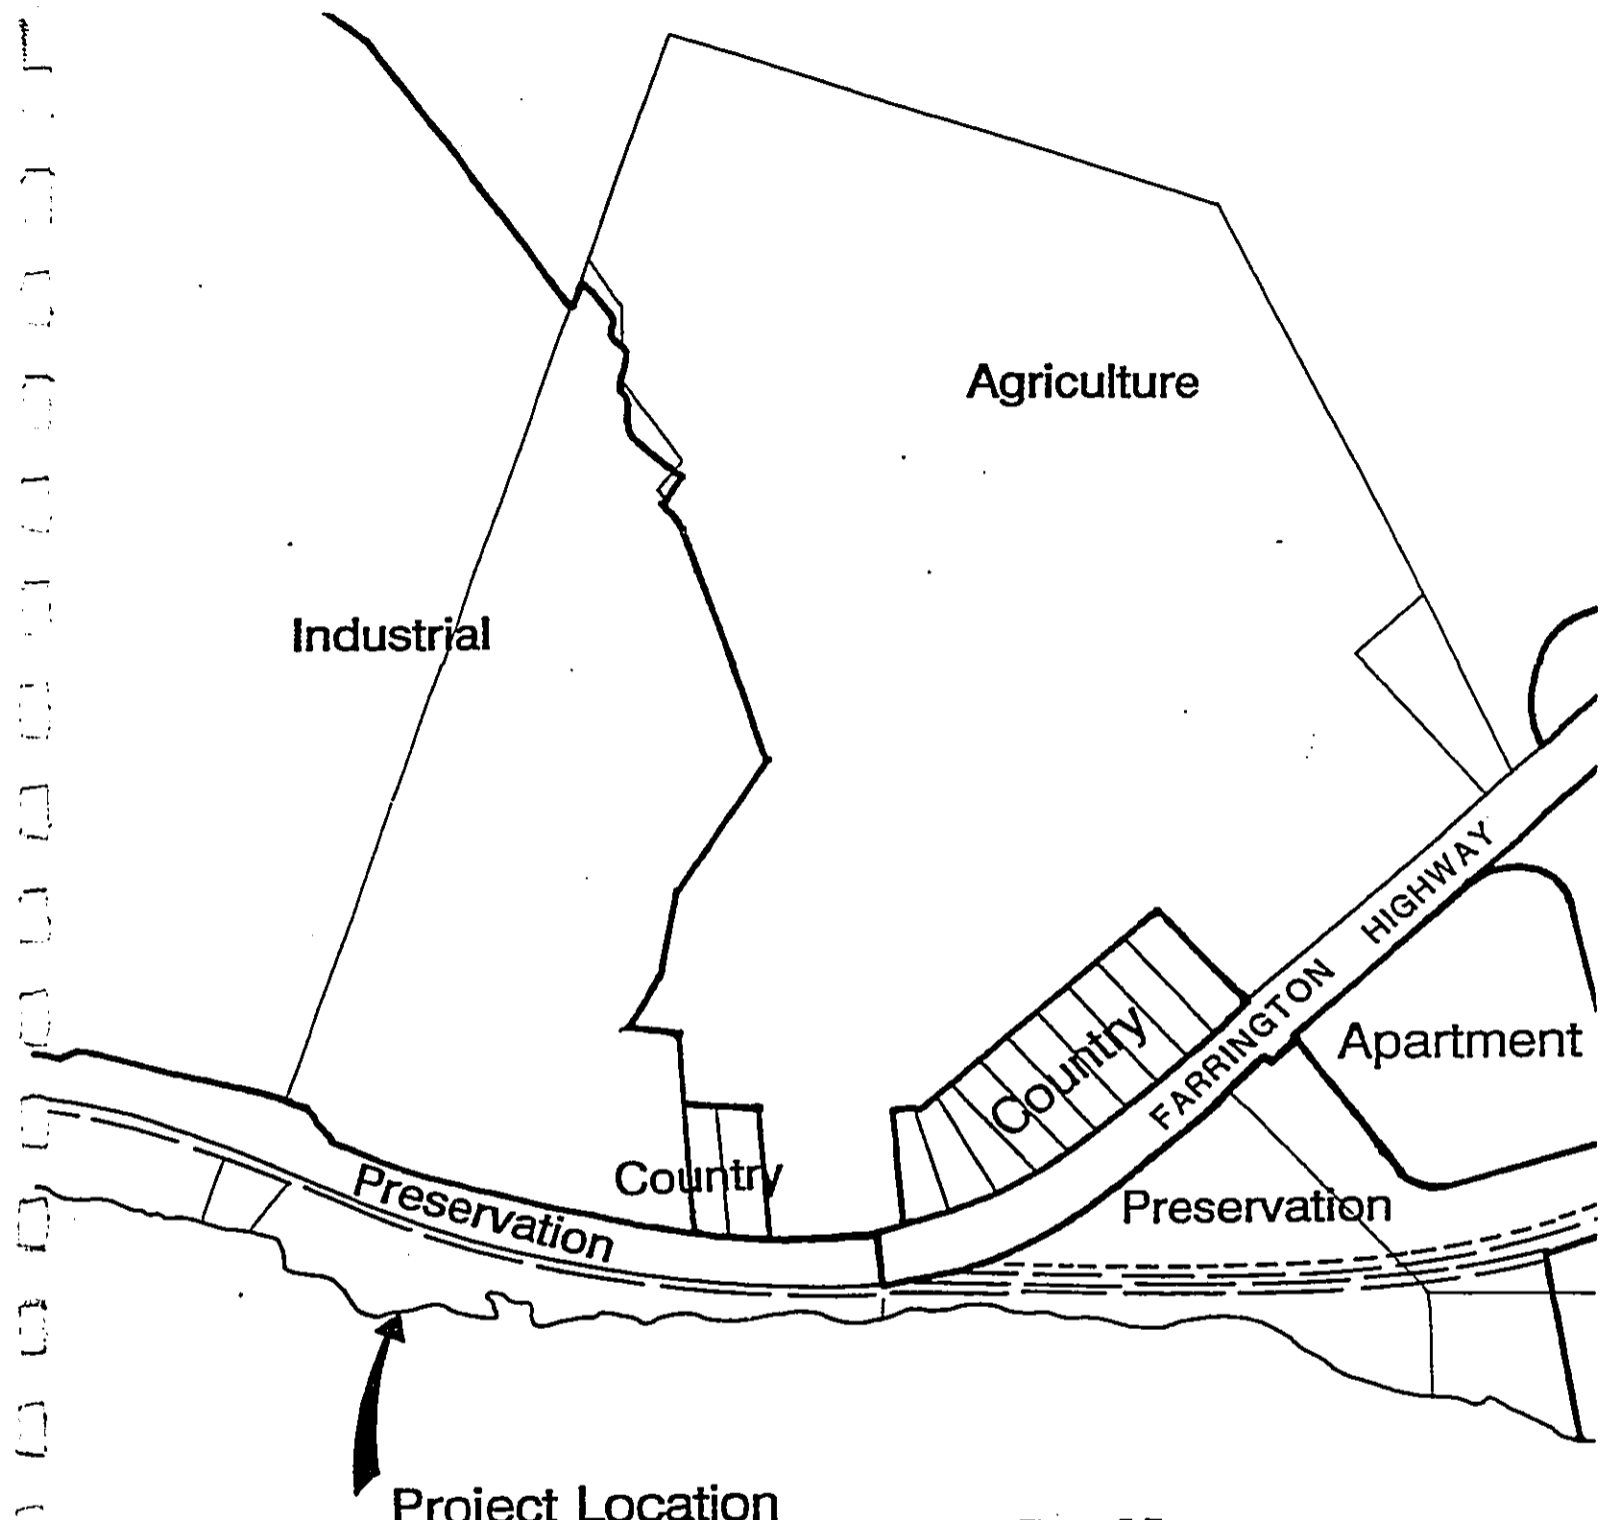 Agriculture
Industrial
FARRINGTON HIGHWAY
Country
Apartment
Country
Preservation
Preservation
Project Location